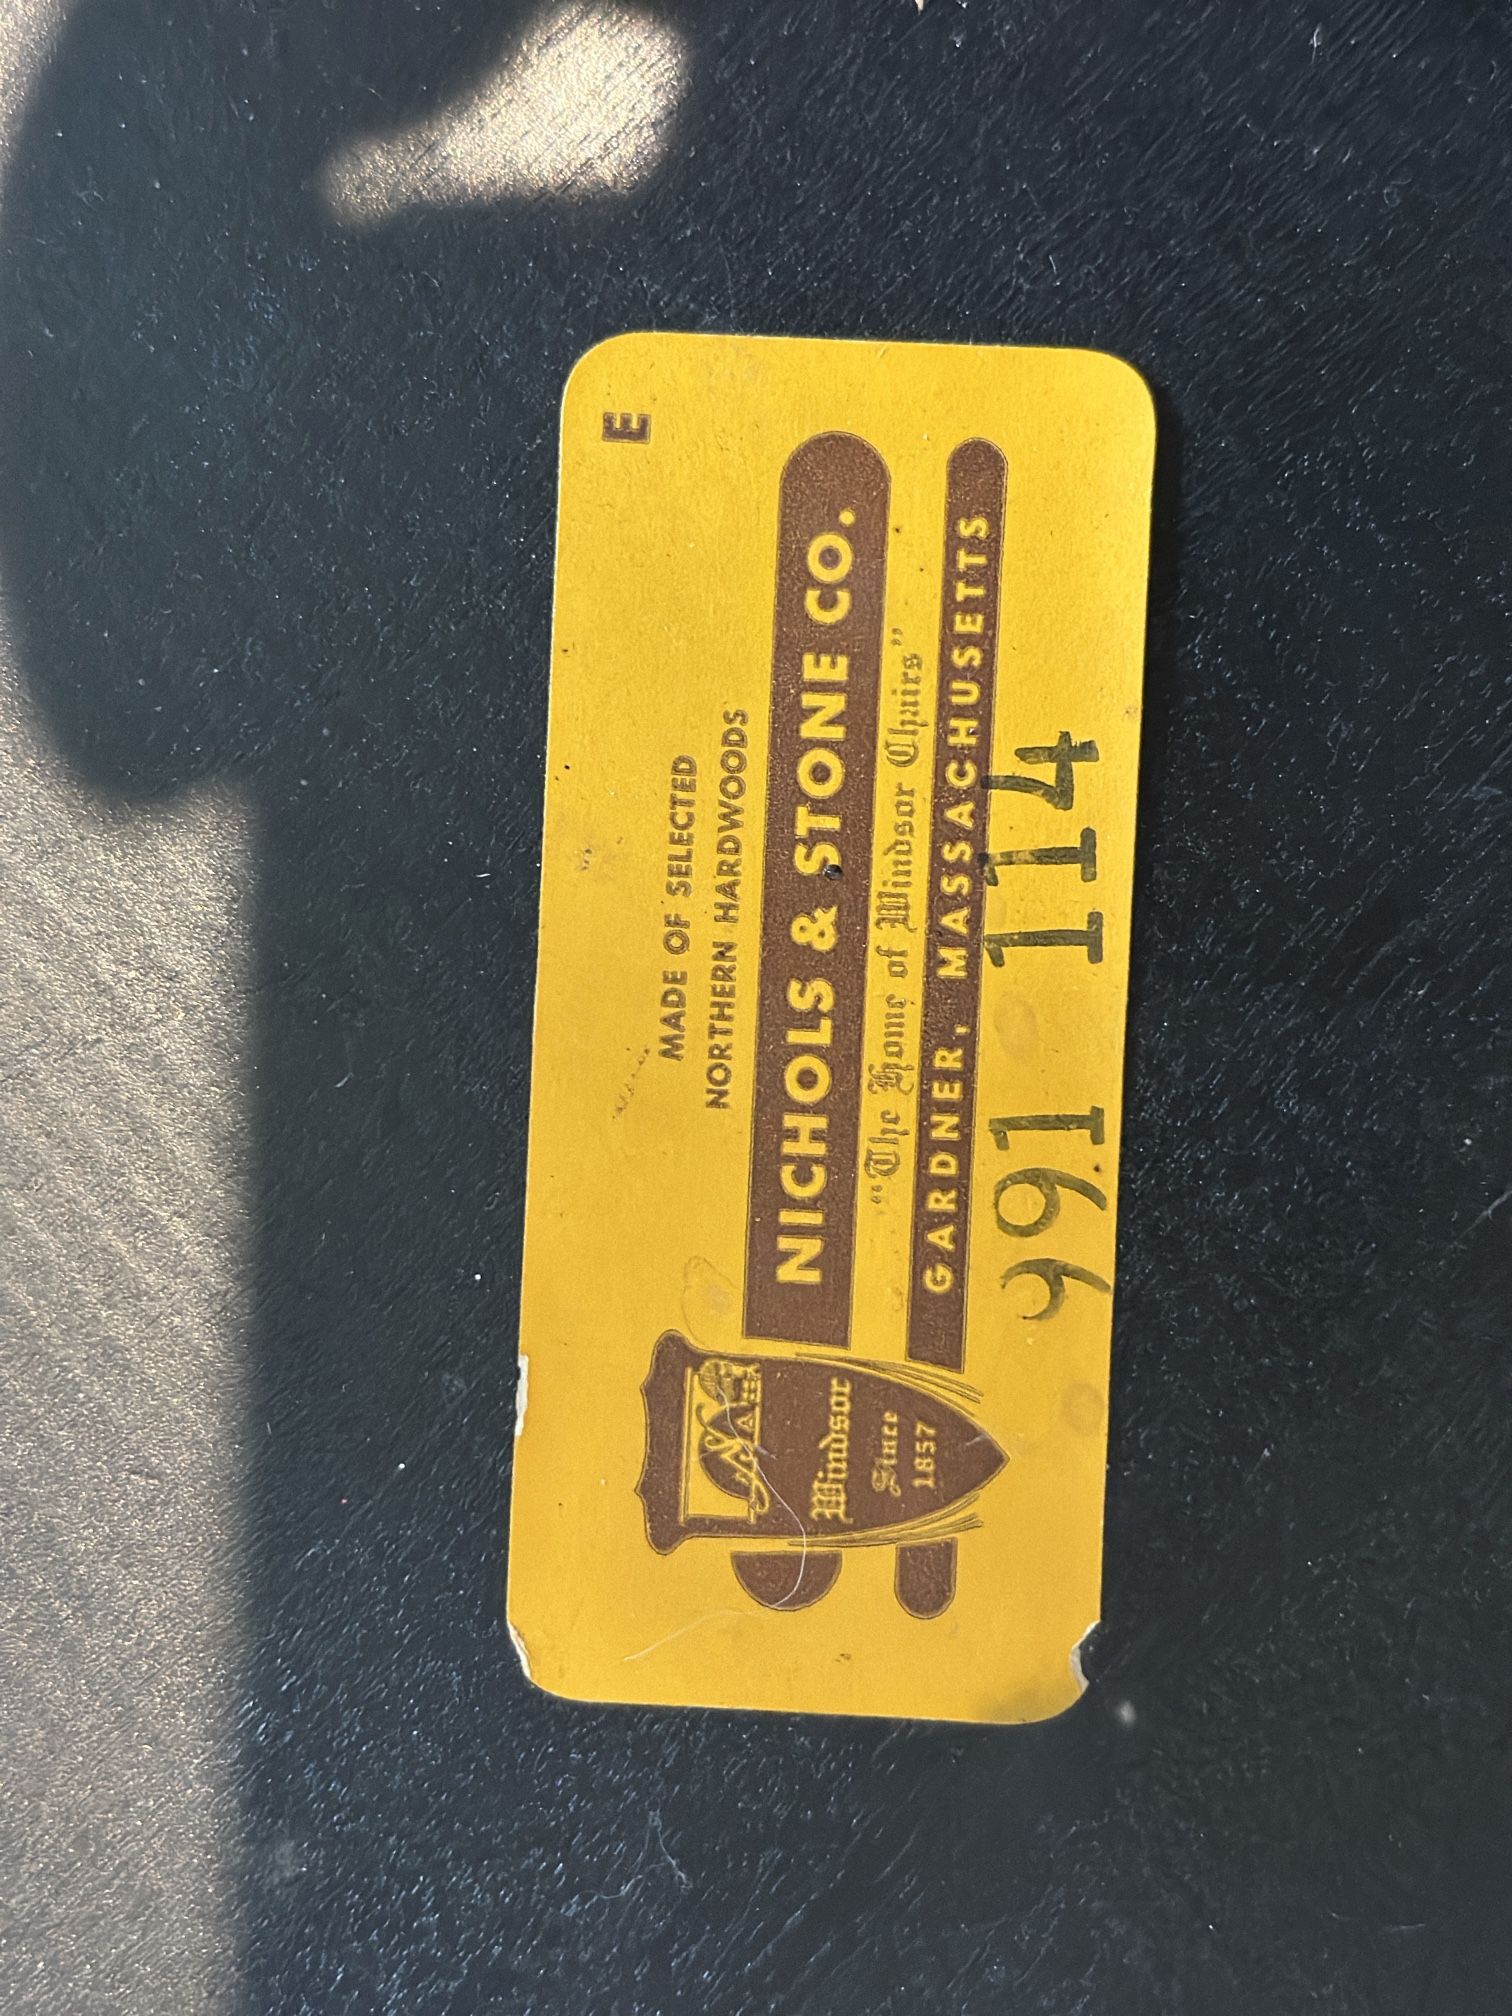 E
MADE OF SELECTED
NORTHERN HARDWOODS
NICHOLS & STONE CO.
"The Home of Windsor Chairs"
GARDNER, MASSACHUSETTS
Windsor
Since
1857
991 114